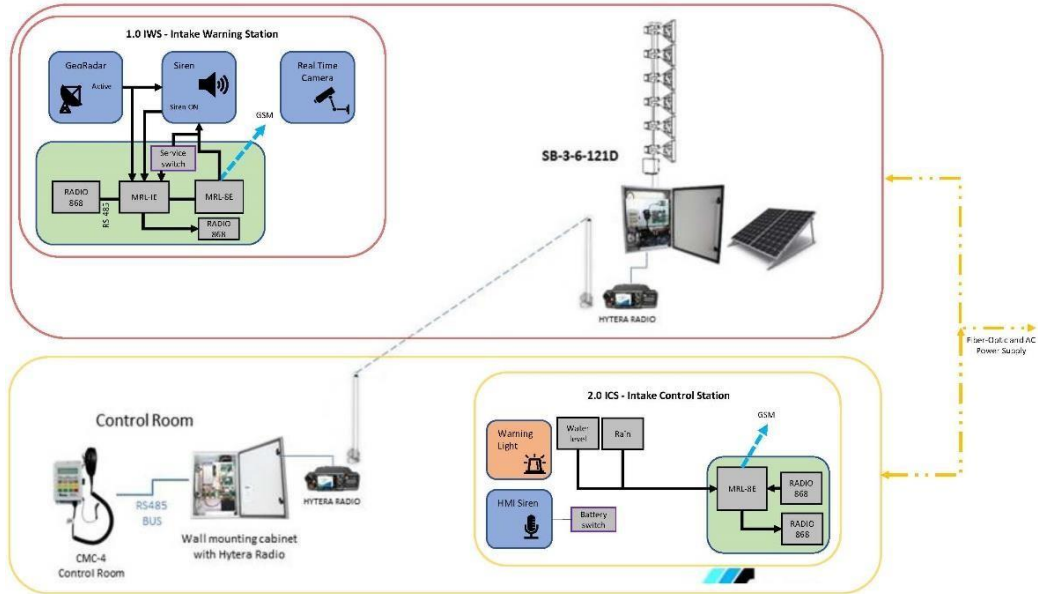 1.0 IWS - Intake Warning Station
GeoRadar
Active
Siren
Siren ON
Real Time
Camera
GSM
Service
switch
RADIO
868
RS 485
MRL-IE
MRL-8E
RADIO
868
SB-3-6-121D
HYTERA RADIO
Fiber-Optic and AC
Power Supply
Control Room
RS485
BUS
CMC-4
Control Room
Wall mounting cabinet
with Hytera Radio
HYTERA RADIO
2.0 ICS - Intake Control Station
Warning
Light
Water
level
Rain
GSM
HMI Siren
Battery
switch
MRL-8E
RADIO
868
RADIO
868